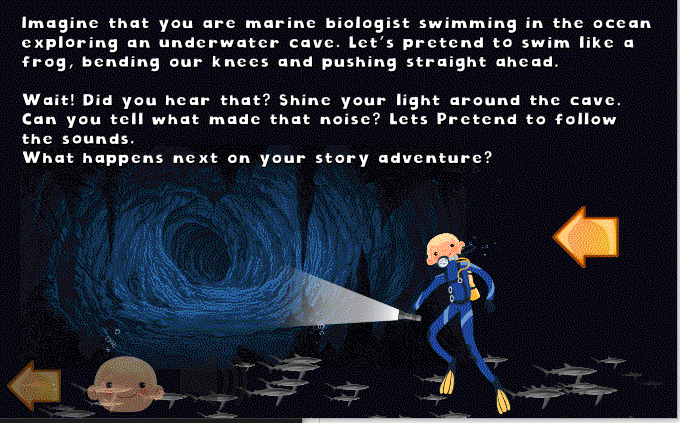 Imagine that you are marine biologist swimming in the ocean
exploring an underwater cave. Let's pretend to swim like a
frog, bending our knees and pushing straight ahead.
Wait! Did you hear that? Shine your light around the cave.
Can you tell what made that noise? Lets Pretend to follow
the sounds.
What happens next on your story adventure?